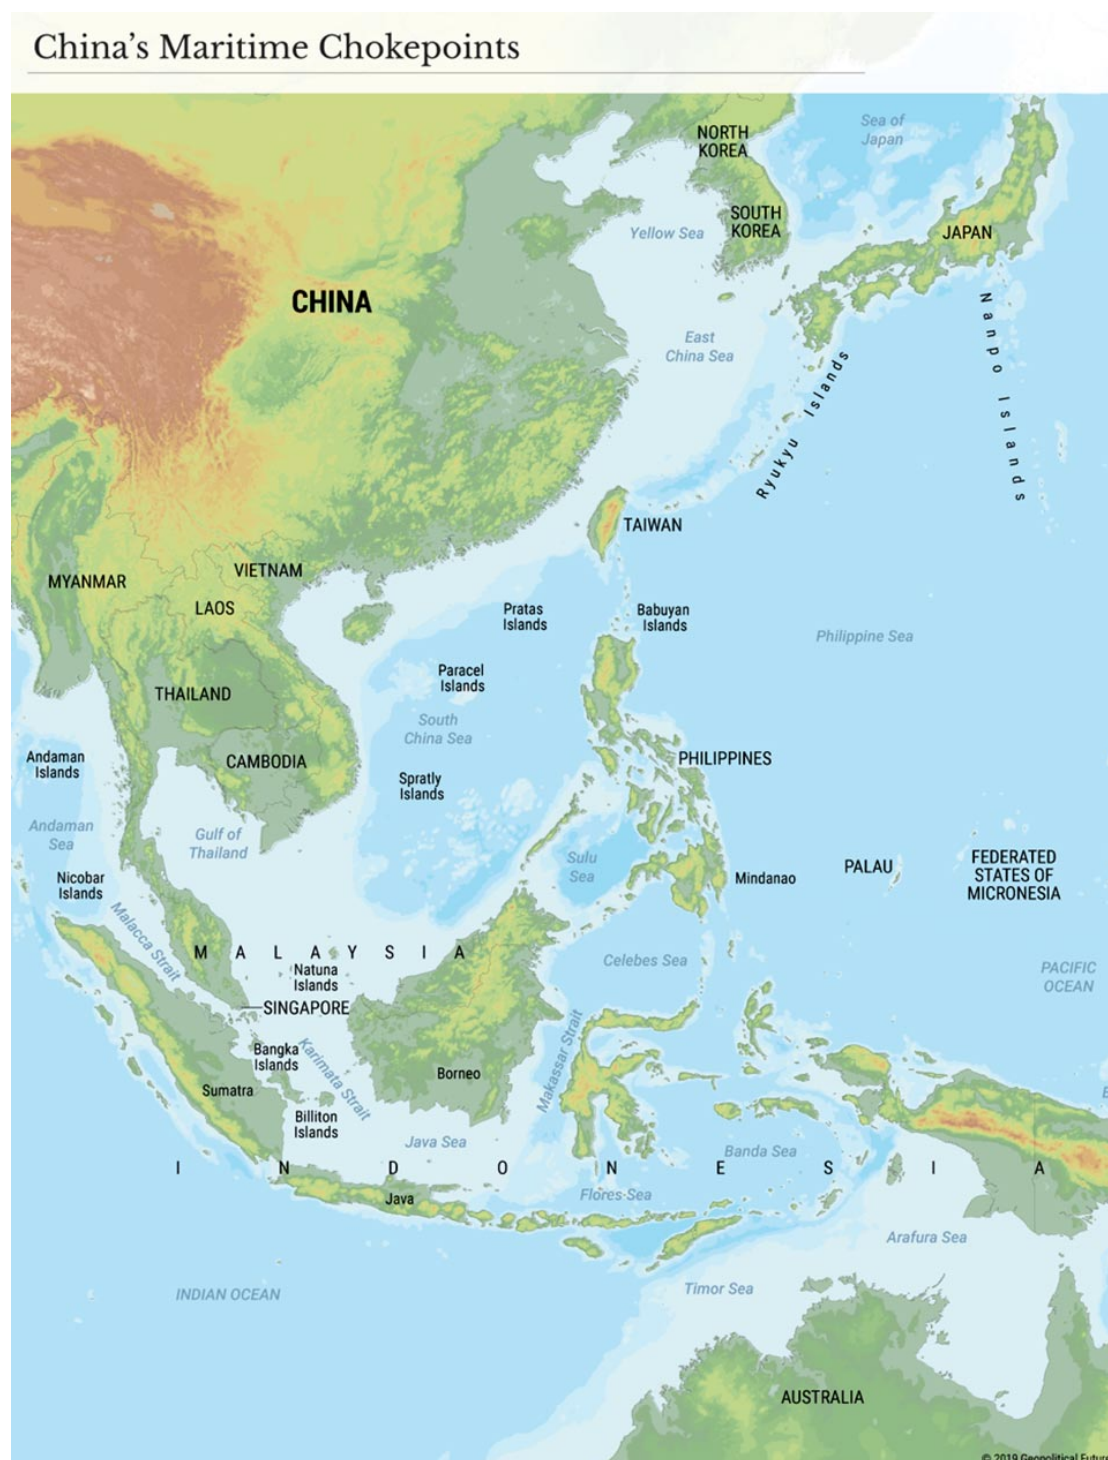 China's Maritime Chokepoints
Sea of
Japan
NORTH
KOREA
SOUTH
KOREA
JAPAN
Yellow Sea
CHINA
East
China Sea
Nanpo Islands
Ryukyu Islands
TAIWAN
MYANMAR
VIETNAM
LAOS
Pratas
Islands
Babuyan
Islands
Philippine Sea
Paracel
Islands
THAILAND
South
China Sea
Andaman
Islands
CAMBODIA
PHILIPPINES
Spratly
Islands
Andaman
Sea
Gulf of
Thailand
Sulu
Sea
PALAU
FEDERATED
STATES OF
MICRONESIA
Nicobar
Islands
Mindanao
Malacca Strait
MALAYSIA
Celebes Sea
Natuna
Islands
PACIFIC
OCEAN
SINGAPORE
Bangka
Islands
Karimata Strait
Makassar Strait
Borneo
Sumatra
Billiton
Islands
Java Sea
Banda Sea
INDONESIA
Java
Flores Sea
Arafura Sea
INDIAN OCEAN
Timor Sea
AUSTRALIA
© 2019 Geopolitical